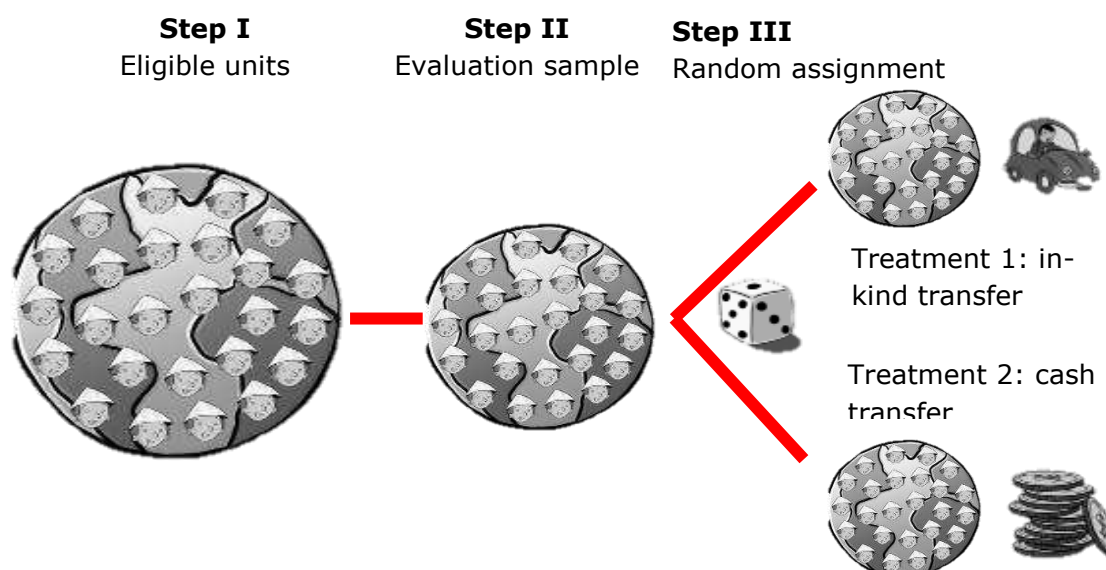 Step I
Eligible units
Step II
Evaluation sample
Step III
Random assignment
Treatment 1: in-
kind transfer
Treatment 2: cash
transfer